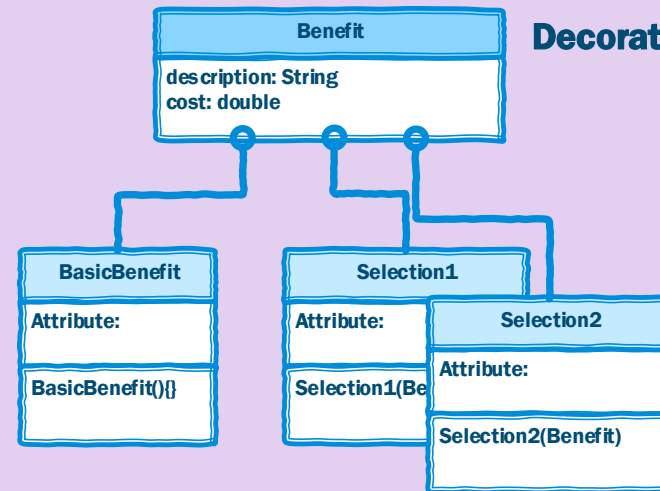 Benefit
Decorat
description: String
cost: double
BasicBenefit
Attribute:
BasicBenefit(){}
Selection1
Attribute:
Selection1(Be
Selection2
Attribute:
Selection2(Benefit)